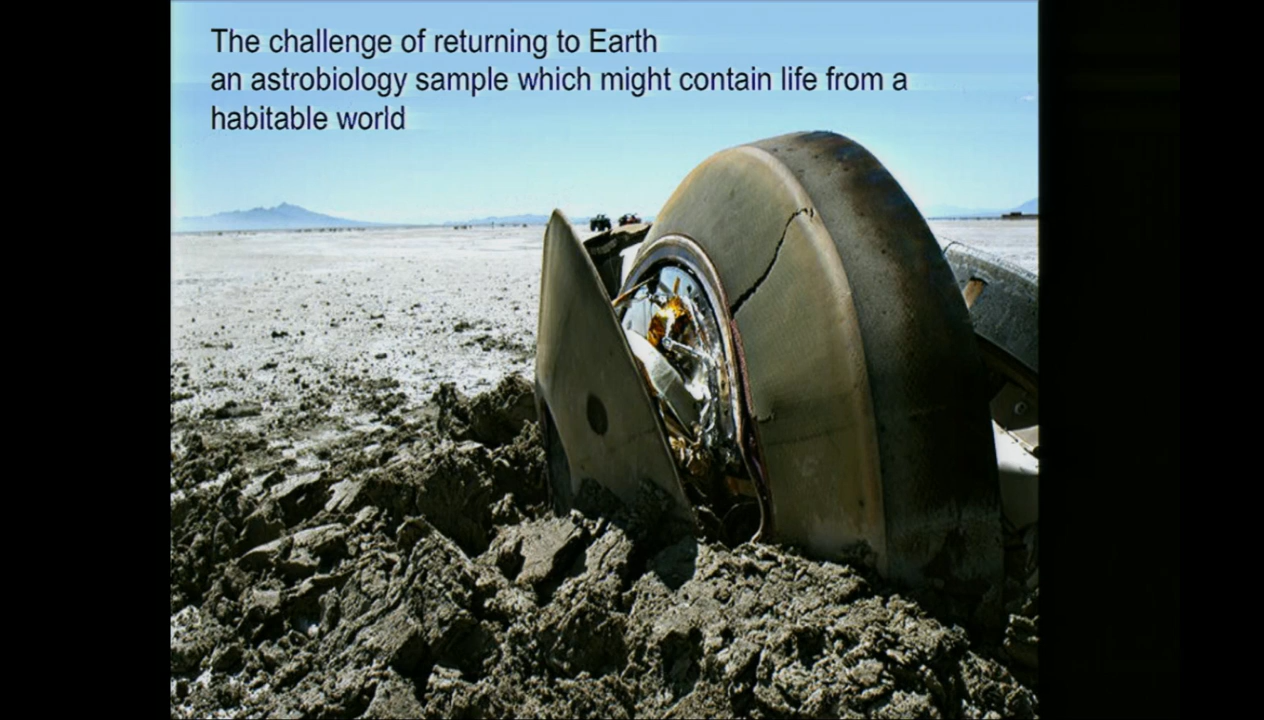 The challenge of returning to Earth
an astrobiology sample which might contain life from a
habitable world